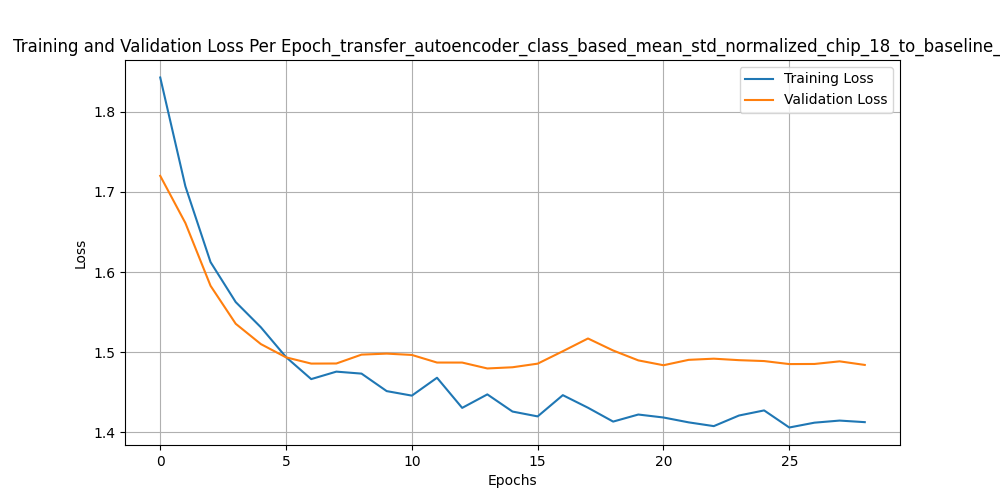 Training and Validation Loss Per Epoch_transfer_autoencoder_class_based_mean_std_normalized_chip_18_to_baseline_
Training Loss
Validation Loss
Loss
1.8
1.7
1.6
1.5
1.4
0 5 10 15 20 25
Epochs